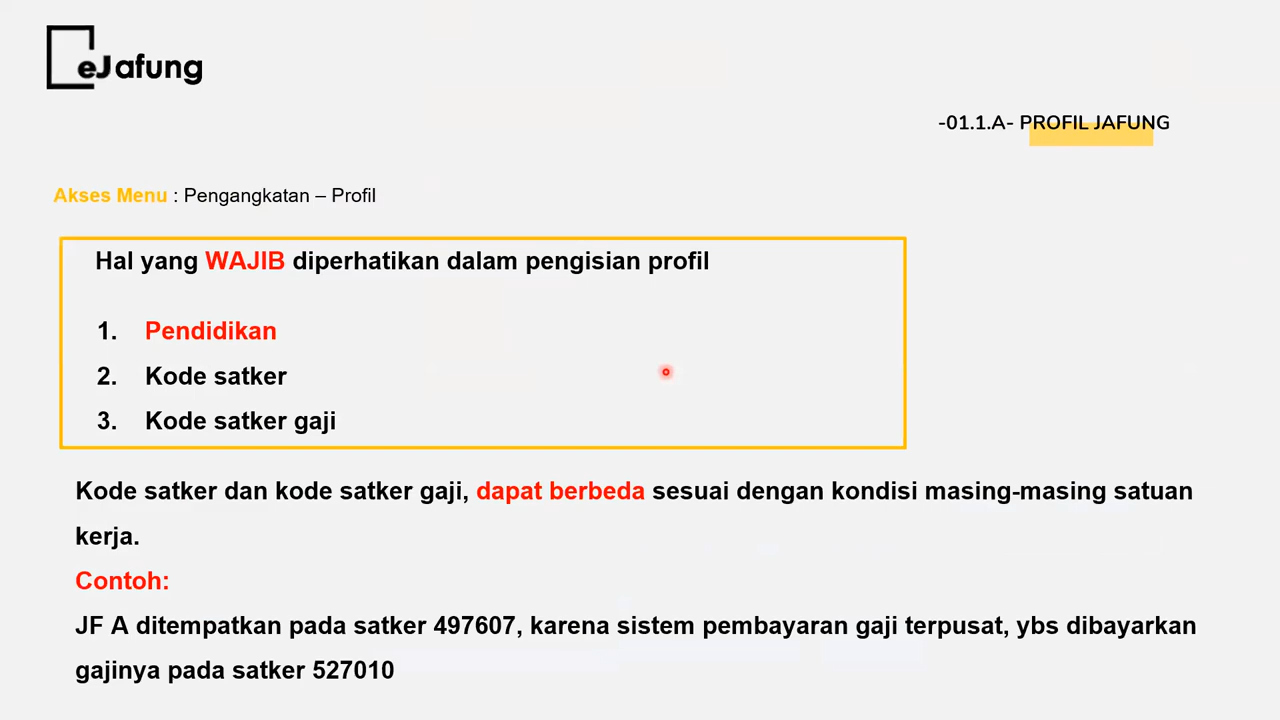 eJafung
-01.1.A- PROFIL JAFUNG
Akses Menu : Pengangkatan – Profil
Hal yang WAJIB diperhatikan dalam pengisian profil
1. Pendidikan
2. Kode satker
3. Kode satker gaji
Kode satker dan kode satker gaji, dapat berbeda sesuai dengan kondisi masing-masing satuan
kerja.
Contoh:
JF A ditempatkan pada satker 497607, karena sistem pembayaran gaji terpusat, ybs dibayarkan
gajinya pada satker 527010